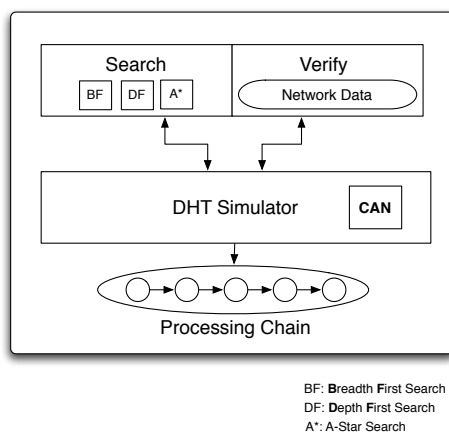 Search
Verify
BF DF A*
Network Data
DHT Simulator
CAN
Processing Chain
BF: Breadth First Search
DF: Depth First Search
A*: A-Star Search